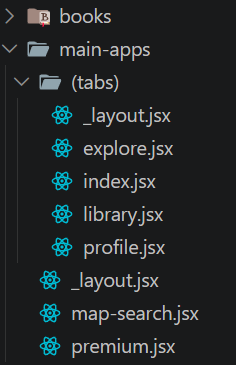 books
main-apps
(tabs)
_layout.jsx
explore.jsx
index.jsx
library.jsx
profile.jsx
_layout.jsx
map-search.jsx
premium.jsx